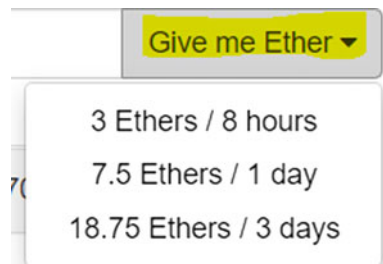 Give me Ether
3 Ethers / 8 hours
7.5 Ethers / 1 day
18.75 Ethers / 3 days